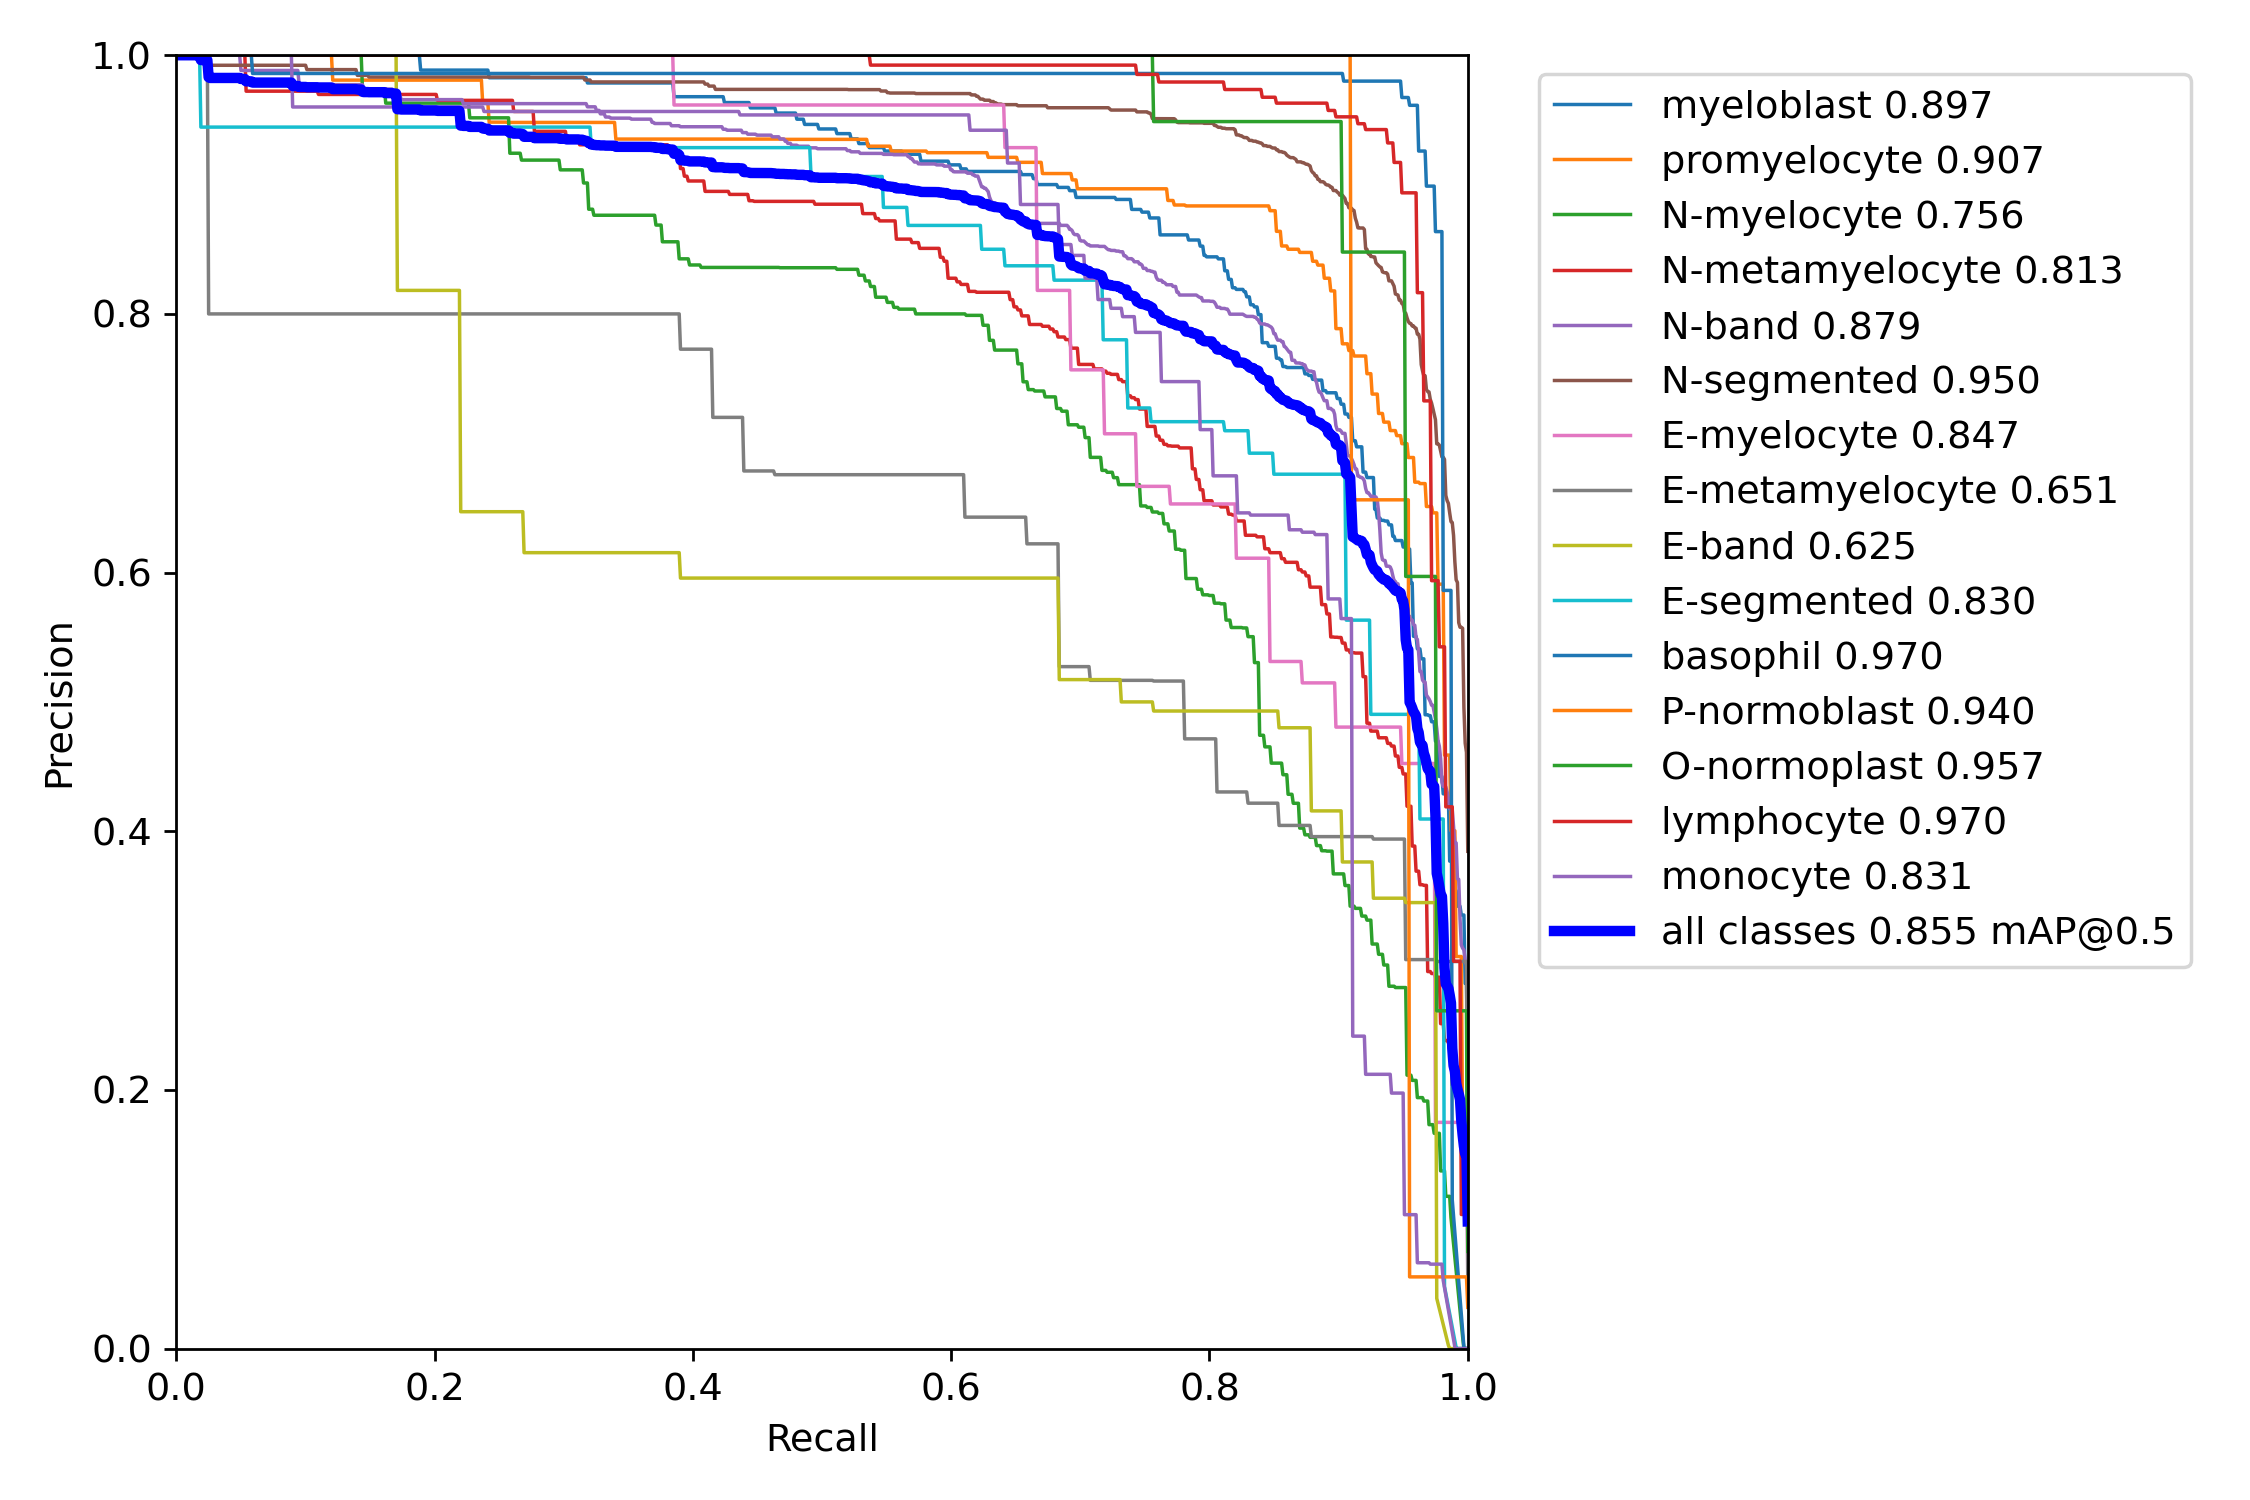 1.0
0.8
0.6
0.4
0.2
0.0
Precision
0.0 0.2 0.4 0.6 0.8 1.0
Recall
myeloblast 0.897
promyelocyte 0.907
N-myelocyte 0.756
N-metamyelocyte 0.813
N-band 0.879
N-segmented 0.950
E-myelocyte 0.847
E-metamyelocyte 0.651
E-band 0.625
E-segmented 0.830
basophil 0.970
P-normoblast 0.940
O-normoplast 0.957
lymphocyte 0.970
monocyte 0.831
all classes 0.855 mAP@0.5